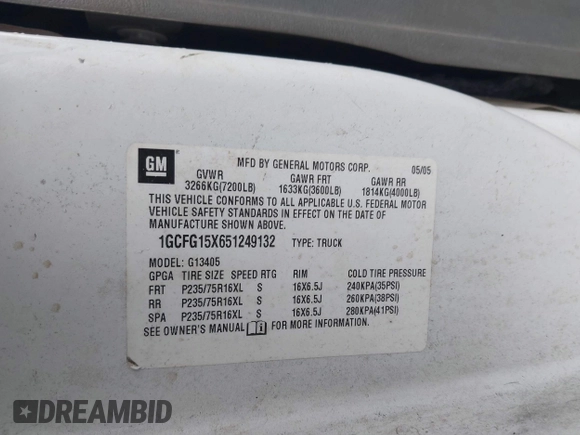 GM
MFD BY GENERAL MOTORS CORP. 05/05
GVWR GAWR FRT GAWR RR
3266KG(7200LB) 1633KG(3600LB) 1814KG(4000LB)
THIS VEHICLE CONFORMS TO ALL APPLICABLE U.S. FEDERAL MOTOR
VEHICLE SAFETY STANDARDS IN EFFECT ON THE DATE OF
MANUFACTURE SHOWN ABOVE.
1GCFG15X651249132 TYPE: TRUCK
MODEL: G13405
GPGA TIRE SIZE SPEED RTG RIM COLD TIRE PRESSURE
FRT P235/75R16XL S 16X6.5J 240KPA(35PSI)
RR P235/75R16XL S 16X6.5J 260KPA(38PSI)
SPA P235/75R16XL S 16X6.5J 280KPA(41PSI)
SEE OWNER'S MANUAL FOR MORE INFORMATION.
DREAMBID